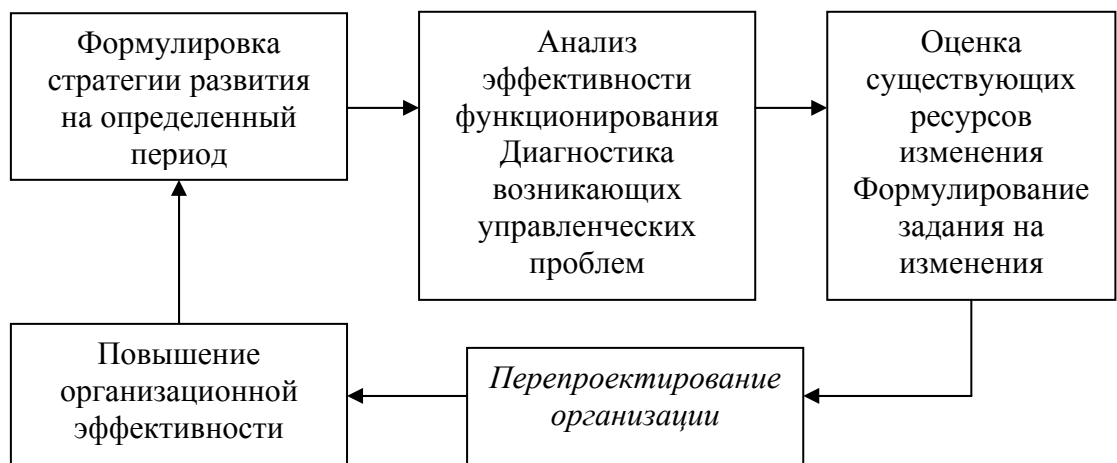 Формулировка
стратегии развития
на определенный
период
Анализ
эффективности
функционирования
Диагностика
возникающих
управленческих
проблем
Оценка
существующих
ресурсов
изменения
Формулирование
задания на
изменения
Перепроектирование
организации
Повышение
организационной
эффективности